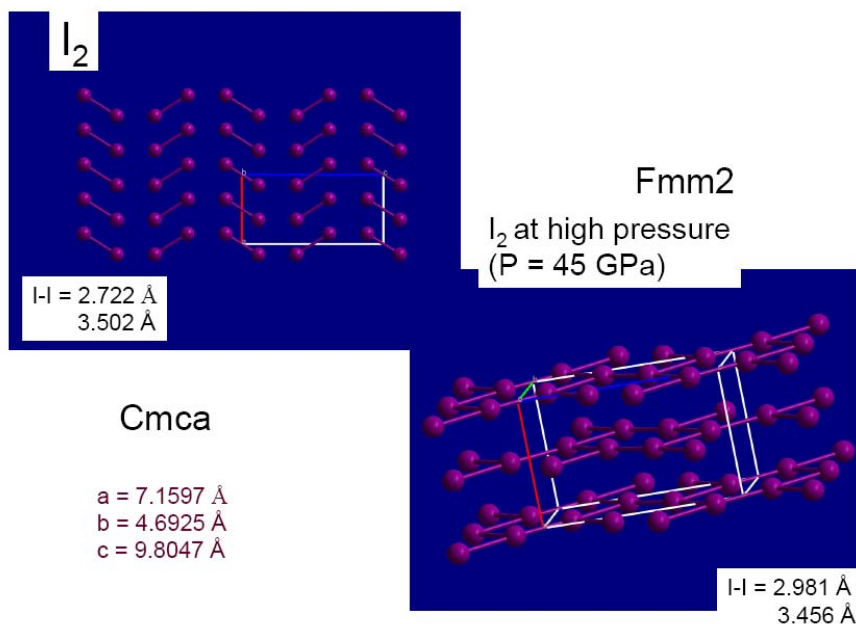 I₂
Fmm2
I₂ at high pressure
(P = 45 GPa)
I-I = 2.722 Å
3.502 Å
Cmca
a = 7.1597 Å
b = 4.6925 Å
c = 9.8047 Å
I-I = 2.981 Å
3.456 Å